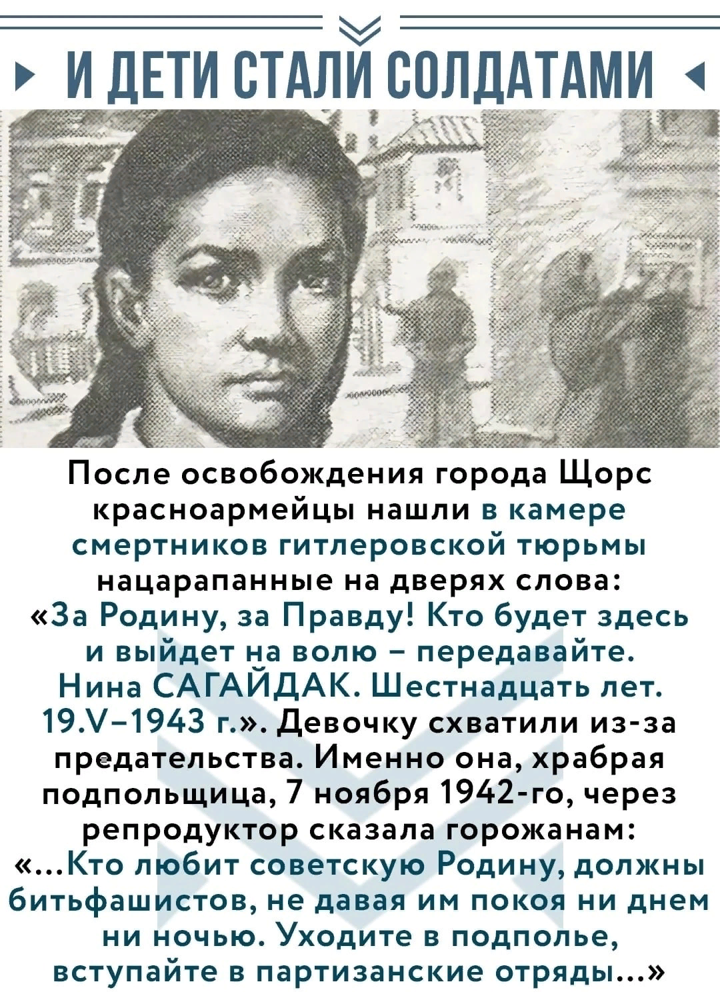 И ДЕТИ СТАЛИ СОЛДАТАМИ
После освобождения города Щорс
красноармейцы нашли в камере
смертников гитлеровской тюрьмы
нацарапанные на дверях слова:
«За Родину, за Правду! Кто будет здесь
и выйдет на волю – передавайте.
Нина САГАЙДАК. Шестнадцать лет.
19.V–1943 г.». Девочку схватили из-за
предательства. Именно она, храбрая
подпольщица, 7 ноября 1942-го, через
репродуктор сказала горожанам:
«...Кто любит советскую Родину, должны
битьфашистов, не давая им покоя ни днем
ни ночью. Уходите в подполье,
вступайте в партизанские отряды...»